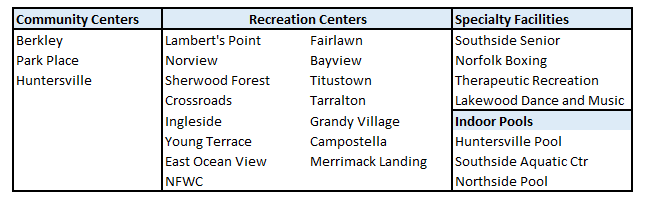 Community Centers Recreation Centers Specialty Facilities
Berkley Lambert's Point Fairlawn Southside Senior
Park Place Norview Bayview Norfolk Boxing
Huntersville Sherwood Forest Titustown Therapeutic Recreation
Crossroads Tarralton Lakewood Dance and Music
Ingleside Grandy Village Indoor Pools
Young Terrace Campostella Huntersville Pool
East Ocean View Merrimack Landing Southside Aquatic Ctr
NFWC Northside Pool